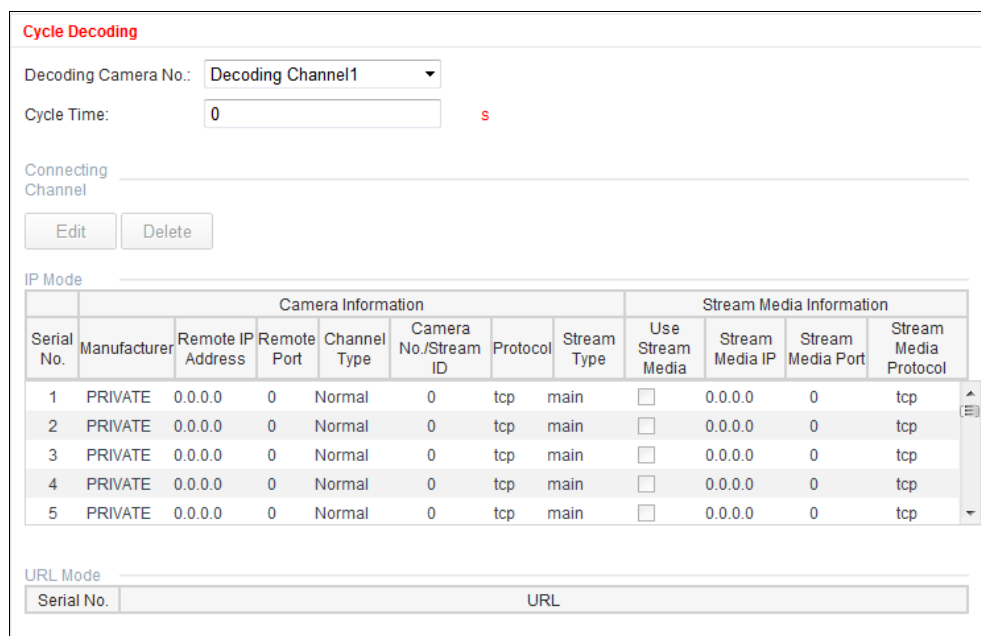 Cycle Decoding
Decoding Camera No.: Decoding Channel1
Cycle Time: 0 s
Connecting
Channel
Edit Delete
IP Mode
Camera Information Stream Media Information
Serial No. Manufacturer Remote IP Address Remote Port Channel Type Camera No./Stream ID Protocol Stream Type Use Stream Media Stream Media IP Stream Media Port Stream Media Protocol
1 PRIVATE 0.0.0.0 0 Normal 0 tcp main 0.0.0.0 0 tcp
2 PRIVATE 0.0.0.0 0 Normal 0 tcp main 0.0.0.0 0 tcp
3 PRIVATE 0.0.0.0 0 Normal 0 tcp main 0.0.0.0 0 tcp
4 PRIVATE 0.0.0.0 0 Normal 0 tcp main 0.0.0.0 0 tcp
5 PRIVATE 0.0.0.0 0 Normal 0 tcp main 0.0.0.0 0 tcp
URL Mode
Serial No. URL